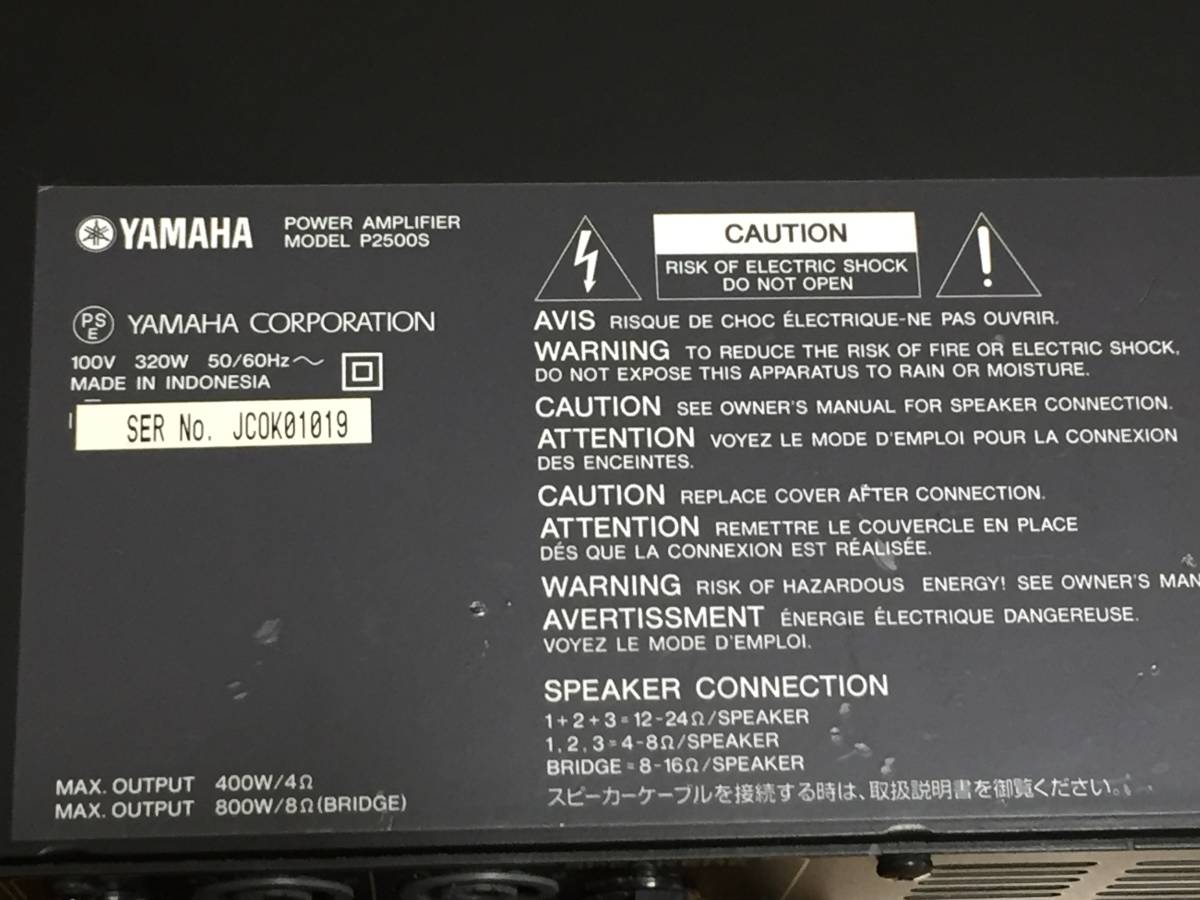 YAMAHA
POWER AMPLIFIER
MODEL P2500S
PS
E
YAMAHA CORPORATION
100V 320W 50/60Hz～
MADE IN INDONESIA
SER No. JCOK01019
MAX. OUTPUT 400W/4Ω
MAX. OUTPUT 800W/8Ω(BRIDGE)
CAUTION
RISK OF ELECTRIC SHOCK
DO NOT OPEN
AVIS RISQUE DE CHOC ÉLECTRIQUE-NE PAS OUVRIR.
WARNING TO REDUCE THE RISK OF FIRE OR ELECTRIC SHOCK,
DO NOT EXPOSE THIS APPARATUS TO RAIN OR MOISTURE.
CAUTION SEE OWNER'S MANUAL FOR SPEAKER CONNECTION.
ATTENTION VOYEZ LE MODE D'EMPLOI POUR LA CONNEXION
DES ENCEINTES.
CAUTION REPLACE COVER AFTER CONNECTION.
ATTENTION REMETTRE LE COUVERCLE EN PLACE
DÉS QUE LA CONNEXION EST RÉALISÉE.
WARNING RISK OF HAZARDOUS ENERGY! SEE OWNER'S MAN
AVERTISSMENT ÉNERGIE ÉLECTRIQUE DANGEREUSE.
VOYEZ LE MODE D'EMPLOI.
SPEAKER CONNECTION
1+2+3=12-24Ω/SPEAKER
1,2,3=4-8Ω/SPEAKER
BRIDGE=8-16Ω/SPEAKER
スピーカーケーブルを接続する時は、取扱説明書を御覧ください。